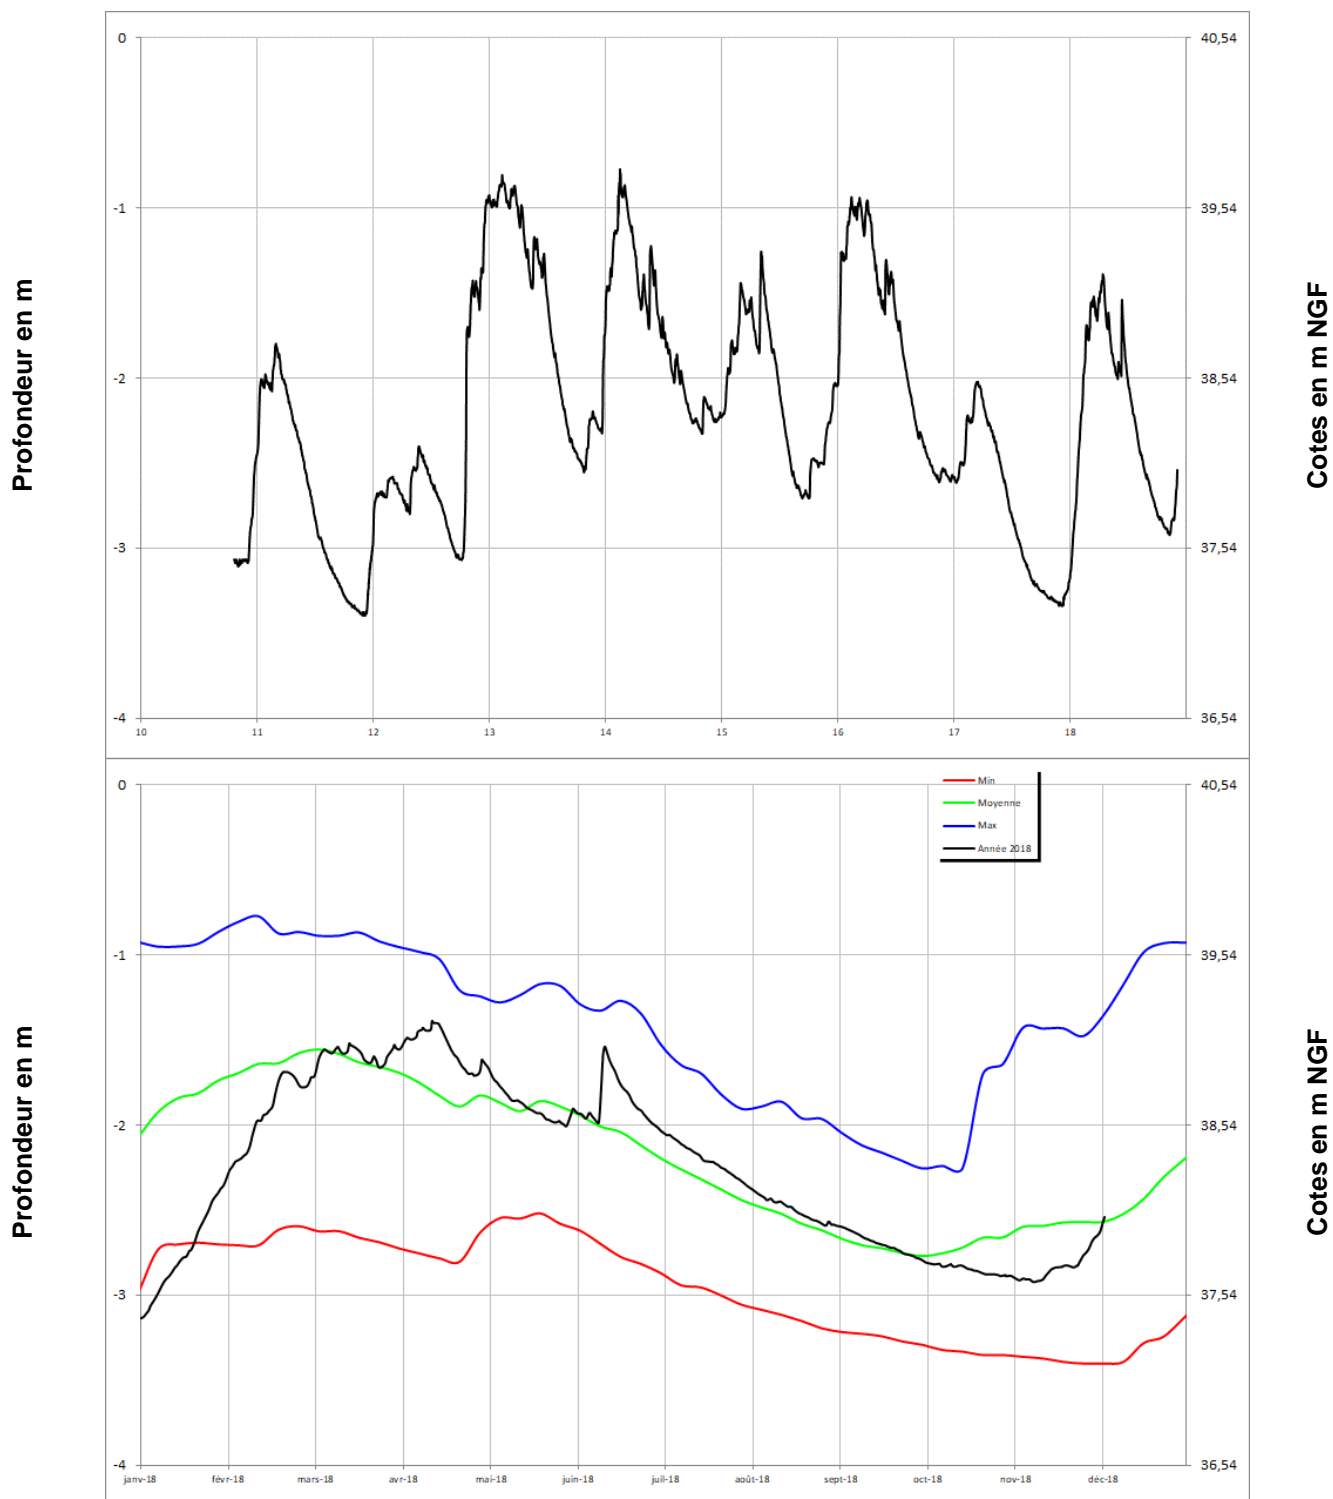 Profondeur en m
0
-1
-2
-3
-4
40,54
39,54
38,54
37,54
36,54
Cotes en m NGF
10 11 12 13 14 15 16 17 18
Profondeur en m
0
-1
-2
-3
-4
Min
Moyenne
Max
Année 2018
40,54
39,54
38,54
37,54
36,54
Cotes en m NGF
janv-18 févr-18 mars-18 avr-18 mai-18 juin-18 juil-18 août-18 sept-18 oct-18 nov-18 déc-18